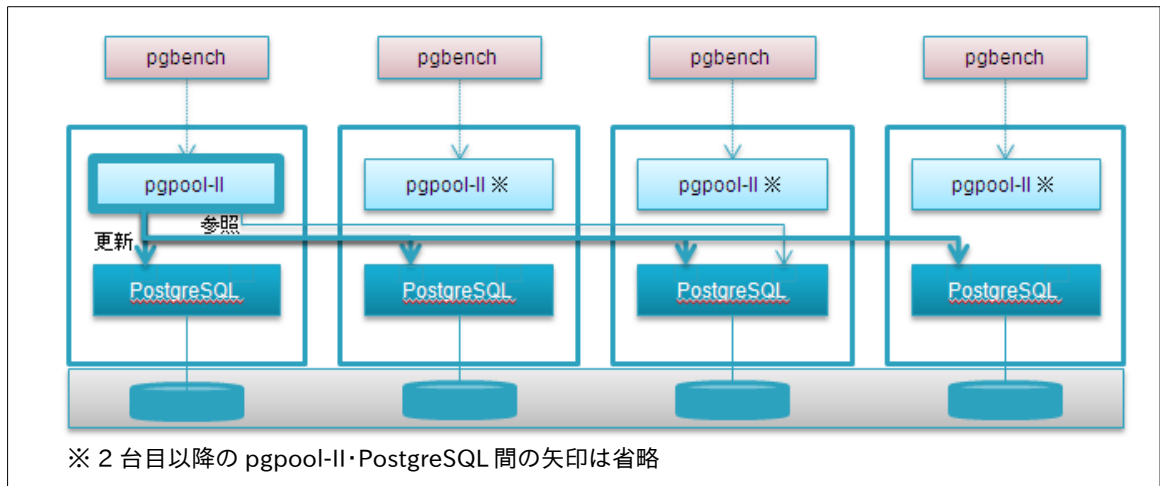 pgbench pgbench pgbench pgbench
pgpool-II pgpool-II ※ pgpool-II ※ pgpool-II ※
参照
更新
PostgreSQL PostgreSQL PostgreSQL PostgreSQL
※ 2 台目以降の pgpool-II・PostgreSQL 間の矢印は省略